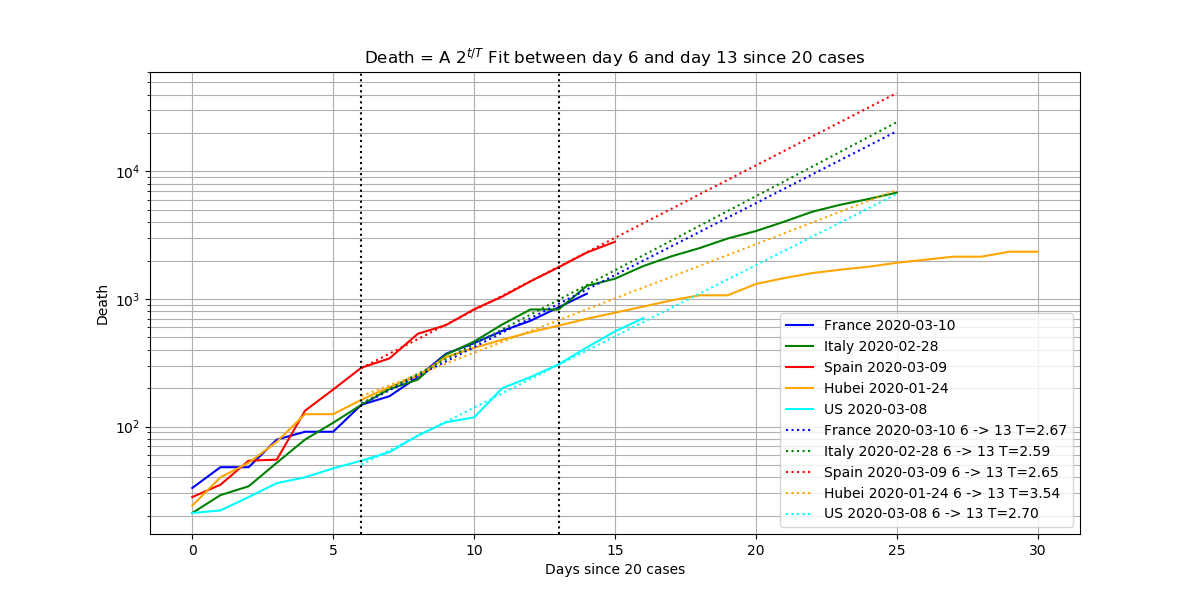 Death = A 2^{t/T} Fit between day 6 and day 13 since 20 cases
Death
10^4
10^3
10^2
France 2020-03-10
Italy 2020-02-28
Spain 2020-03-09
Hubei 2020-01-24
US 2020-03-08
France 2020-03-10 6 -> 13 T=2.67
Italy 2020-02-28 6 -> 13 T=2.59
Spain 2020-03-09 6 -> 13 T=2.65
Hubei 2020-01-24 6 -> 13 T=3.54
US 2020-03-08 6 -> 13 T=2.70
0 5 10 15 20 25 30
Days since 20 cases